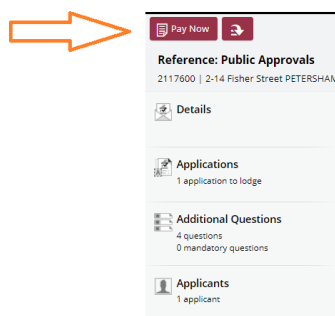 Pay Now
Reference: Public Approvals
2117600 | 2-14 Fisher Street PETERSHAM
Details
Applications
1 application to lodge
Additional Questions
4 questions
0 mandatory questions
Applicants
1 applicant